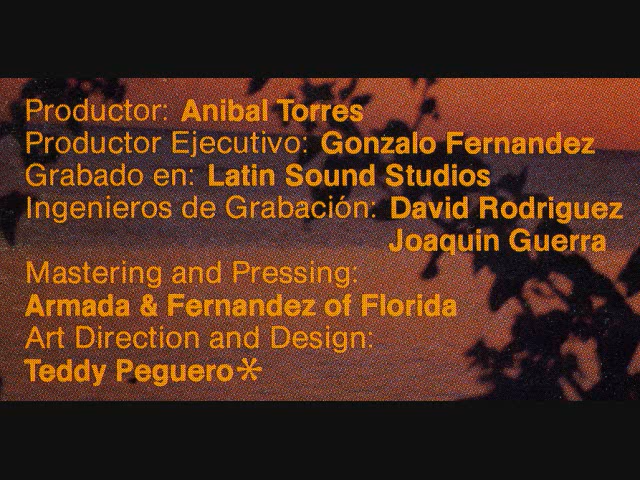 Productor: Anibal Torres
Productor Ejecutivo: Gonzalo Fernandez
Grabado en: Latin Sound Studios
Ingenieros de Grabación: David Rodriguez
Joaquin Guerra
Mastering and Pressing:
Armada & Fernandez of Florida
Art Direction and Design:
Teddy Peguero*